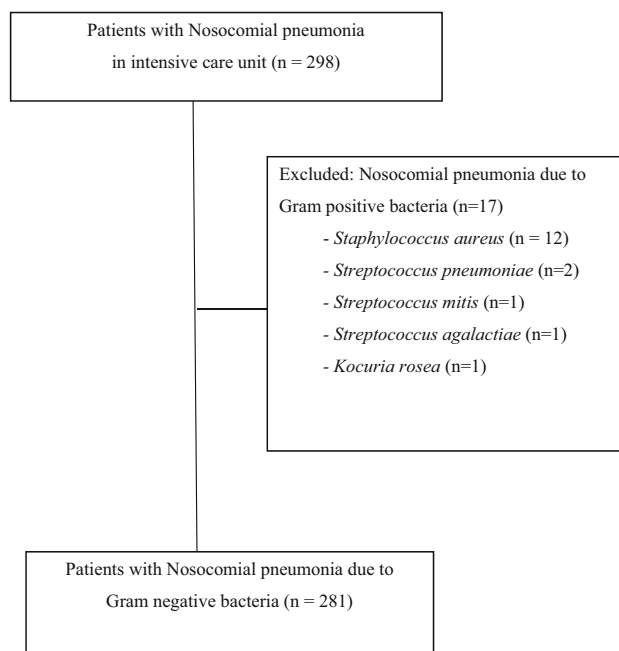 Patients with Nosocomial pneumonia
in intensive care unit (n = 298)
Excluded: Nosocomial pneumonia due to
Gram positive bacteria (n=17)
- Staphylococcus aureus (n = 12)
- Streptococcus pneumoniae (n=2)
- Streptococcus mitis (n=1)
- Streptococcus agalactiae (n=1)
- Kocuria rosea (n=1)
Patients with Nosocomial pneumonia due to
Gram negative bacteria (n = 281)